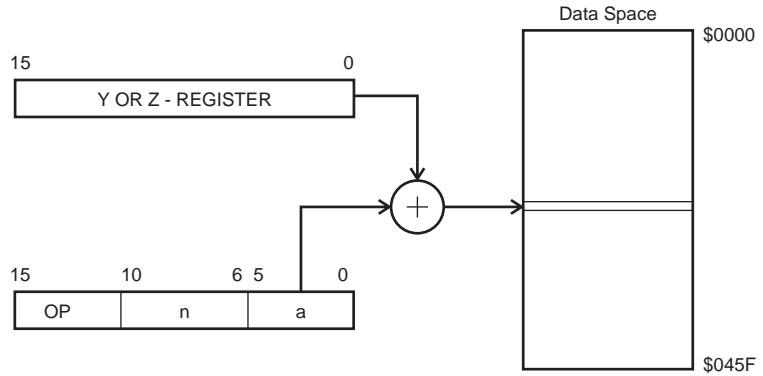 Data Space
$0000
15 0
Y OR Z - REGISTER
+
15 10 6 5 0
OP n a
$045F